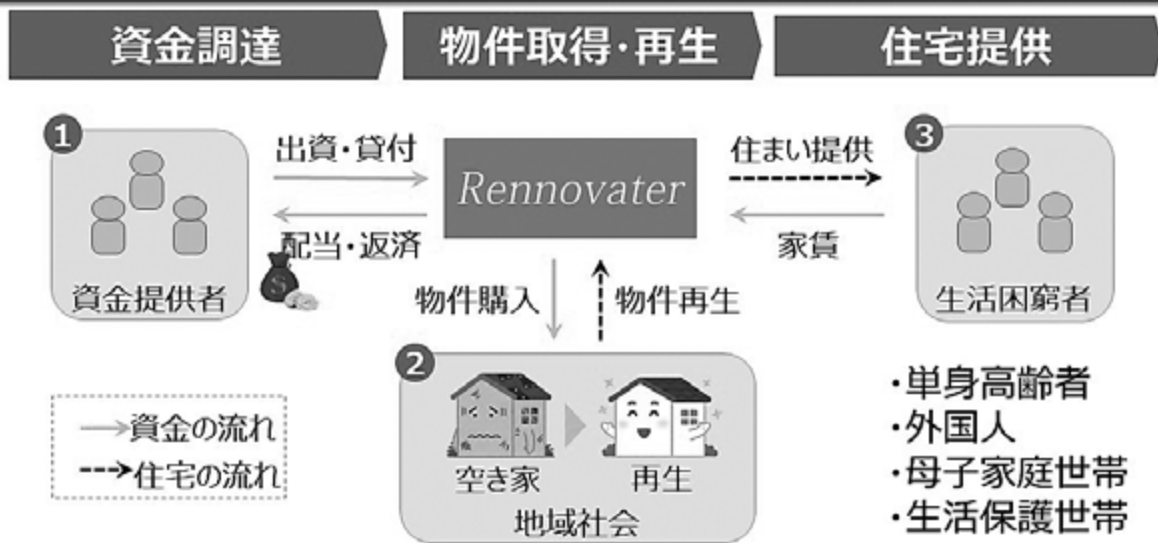 資金調達
物件取得・再生
住宅提供
1
出資・貸付
Rennovater
住まい提供
3
配当・返済
家賃
資金提供者
$
物件購入
物件再生
生活困窮者
2
空き家
再生
地域社会
資金の流れ
住宅の流れ
・単身高齢者
・外国人
・母子家庭世帯
・生活保護世帯